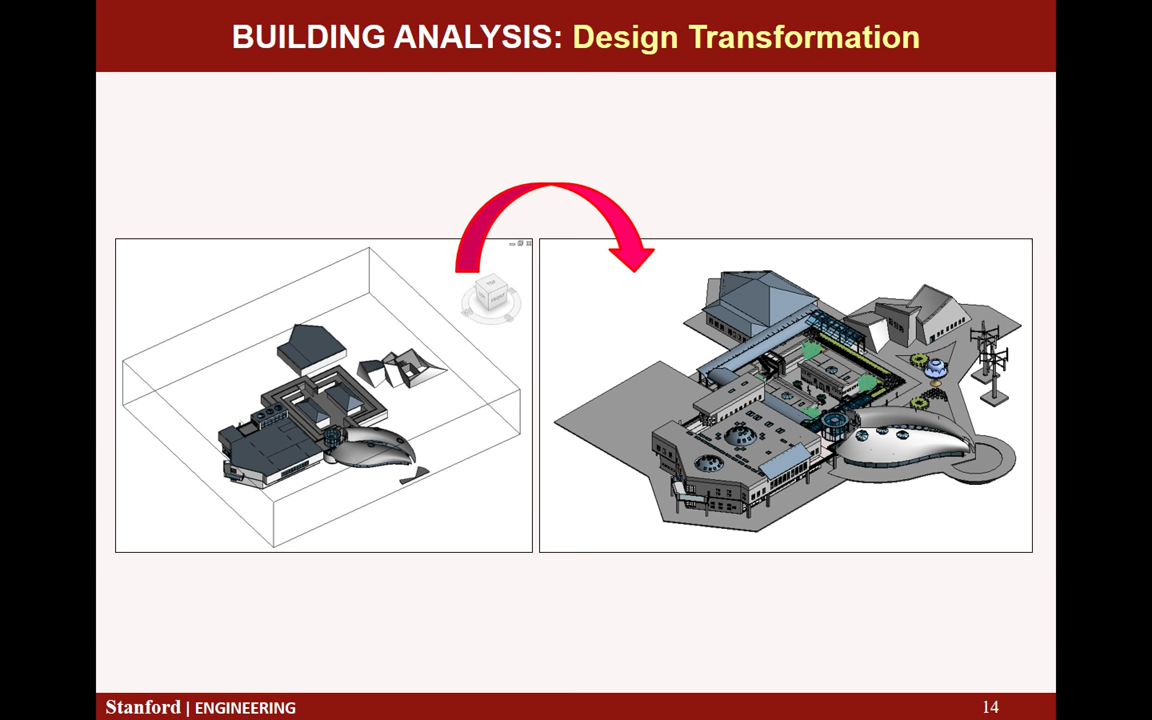 BUILDING ANALYSIS: Design Transformation
Stanford | ENGINEERING
14